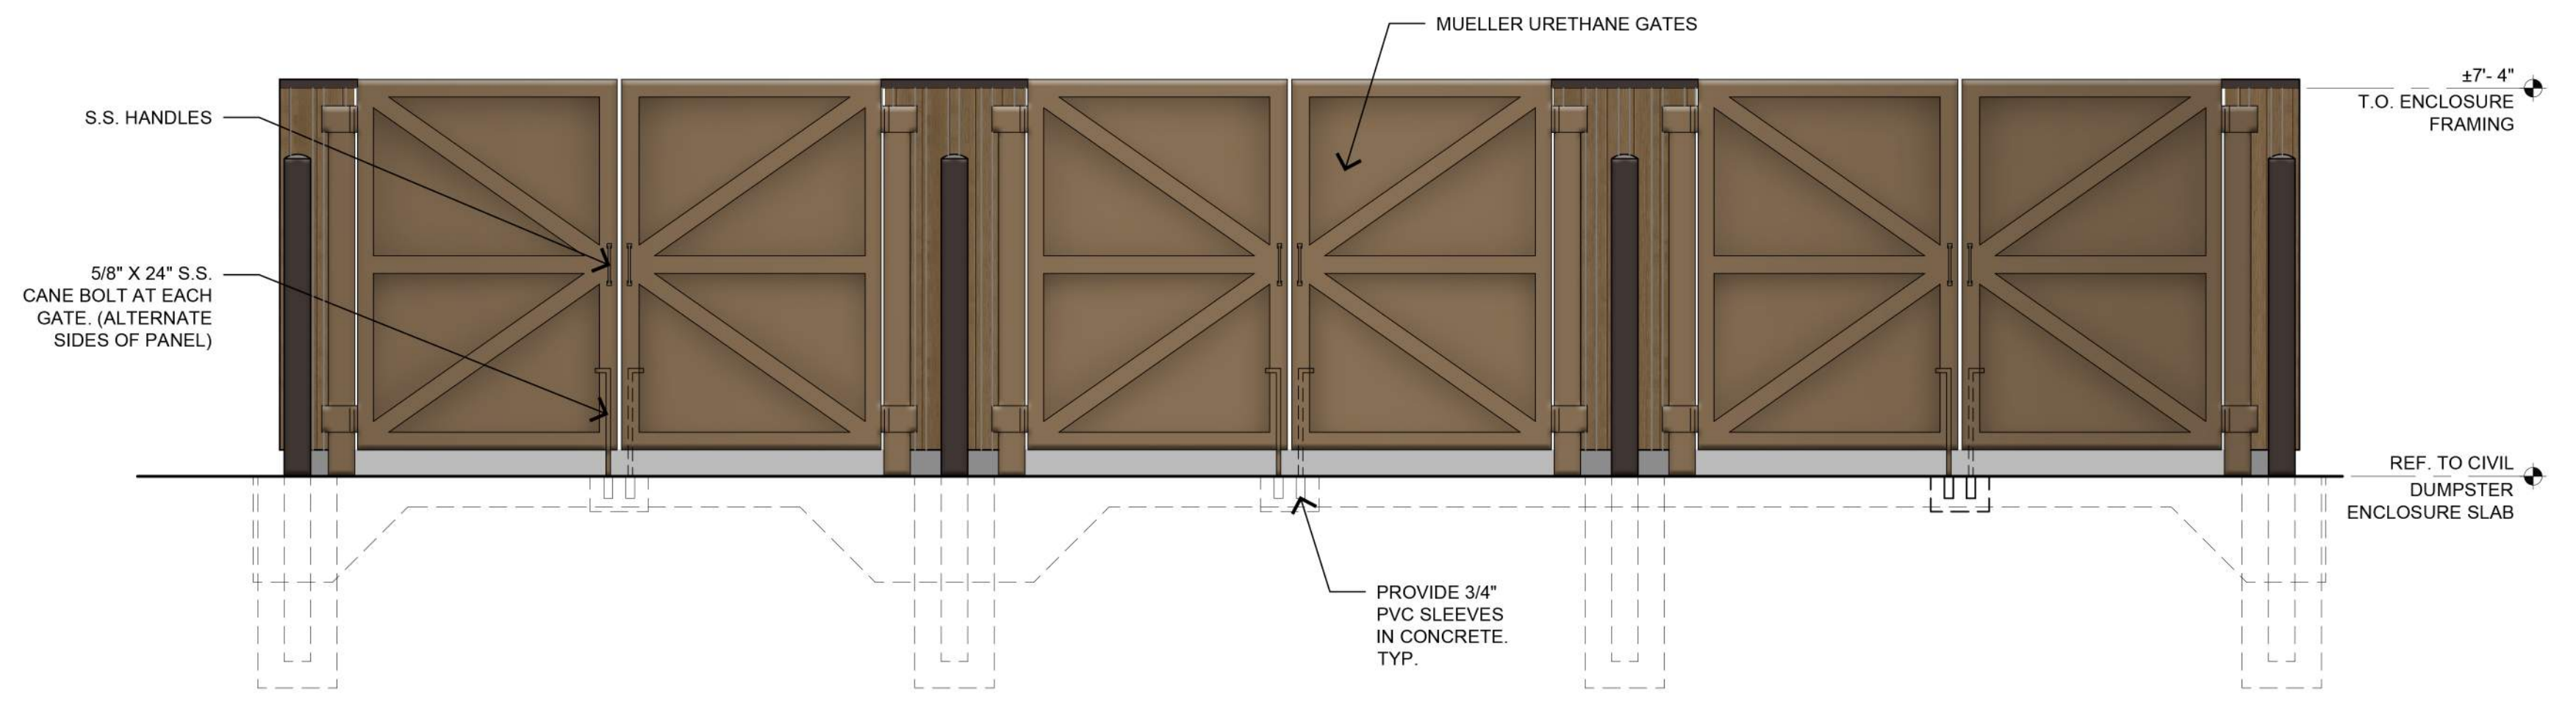 MUELLER URETHANE GATES
±7'- 4"
T.O. ENCLOSURE
FRAMING
S.S. HANDLES
5/8" X 24" S.S.
CANE BOLT AT EACH
GATE. (ALTERNATE
SIDES OF PANEL)
REF. TO CIVIL
DUMPSTER
ENCLOSURE SLAB
PROVIDE 3/4"
PVC SLEEVES
IN CONCRETE.
TYP.